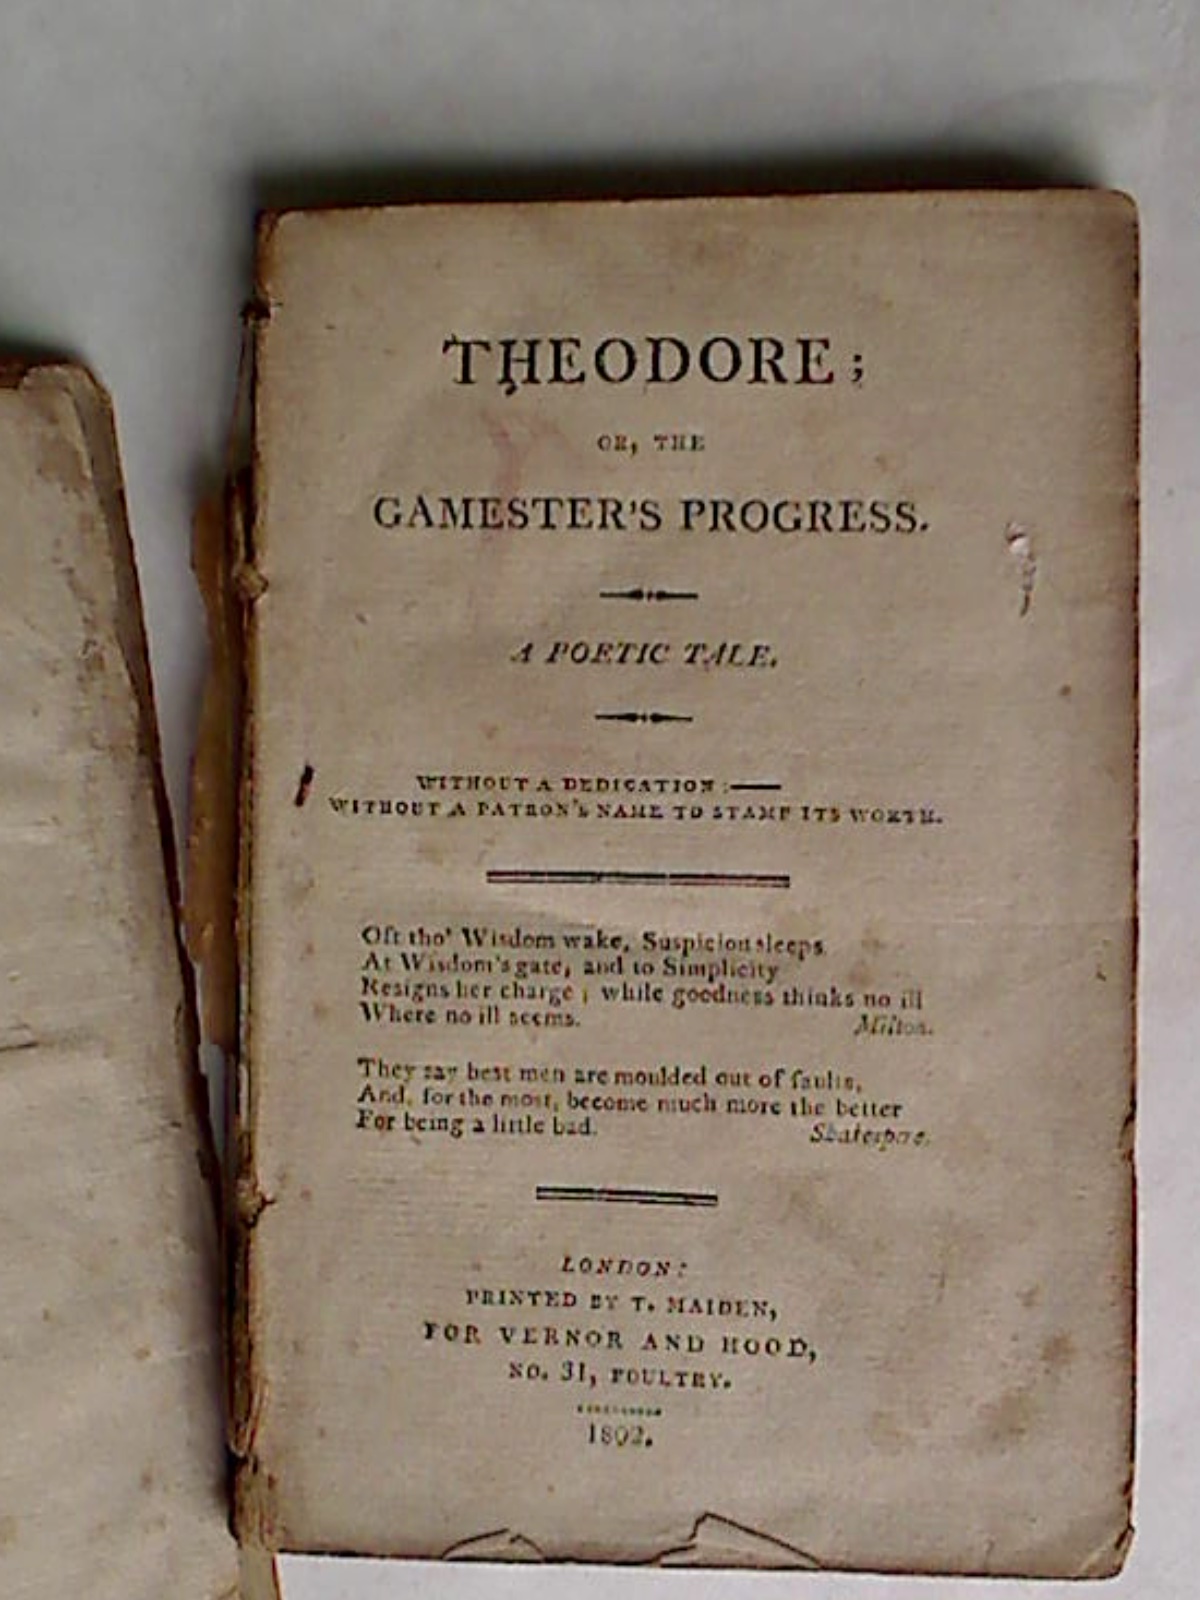 THEODORE;
OR, THE
GAMESTER'S PROGRESS.
A POETIC TALE.
WITHOUT A DEDICATION:—
WITHOUT A PATRON'S NAME TO STAMP ITS WORTH.
Oft tho' Wisdom wake, Suspicion sleeps
At Wisdom's gate, and to Simplicity
Resigns her charge; while goodness thinks no ill
Where no ill seems. Milton.
They say best men are moulded out of faults,
And, for the most, become much more the better
For being a little bad. Shakespere.
LONDON:
PRINTED BY T. MAIDEN,
FOR VERNOR AND HOOD,
NO. 31, POULTRY.
1802.